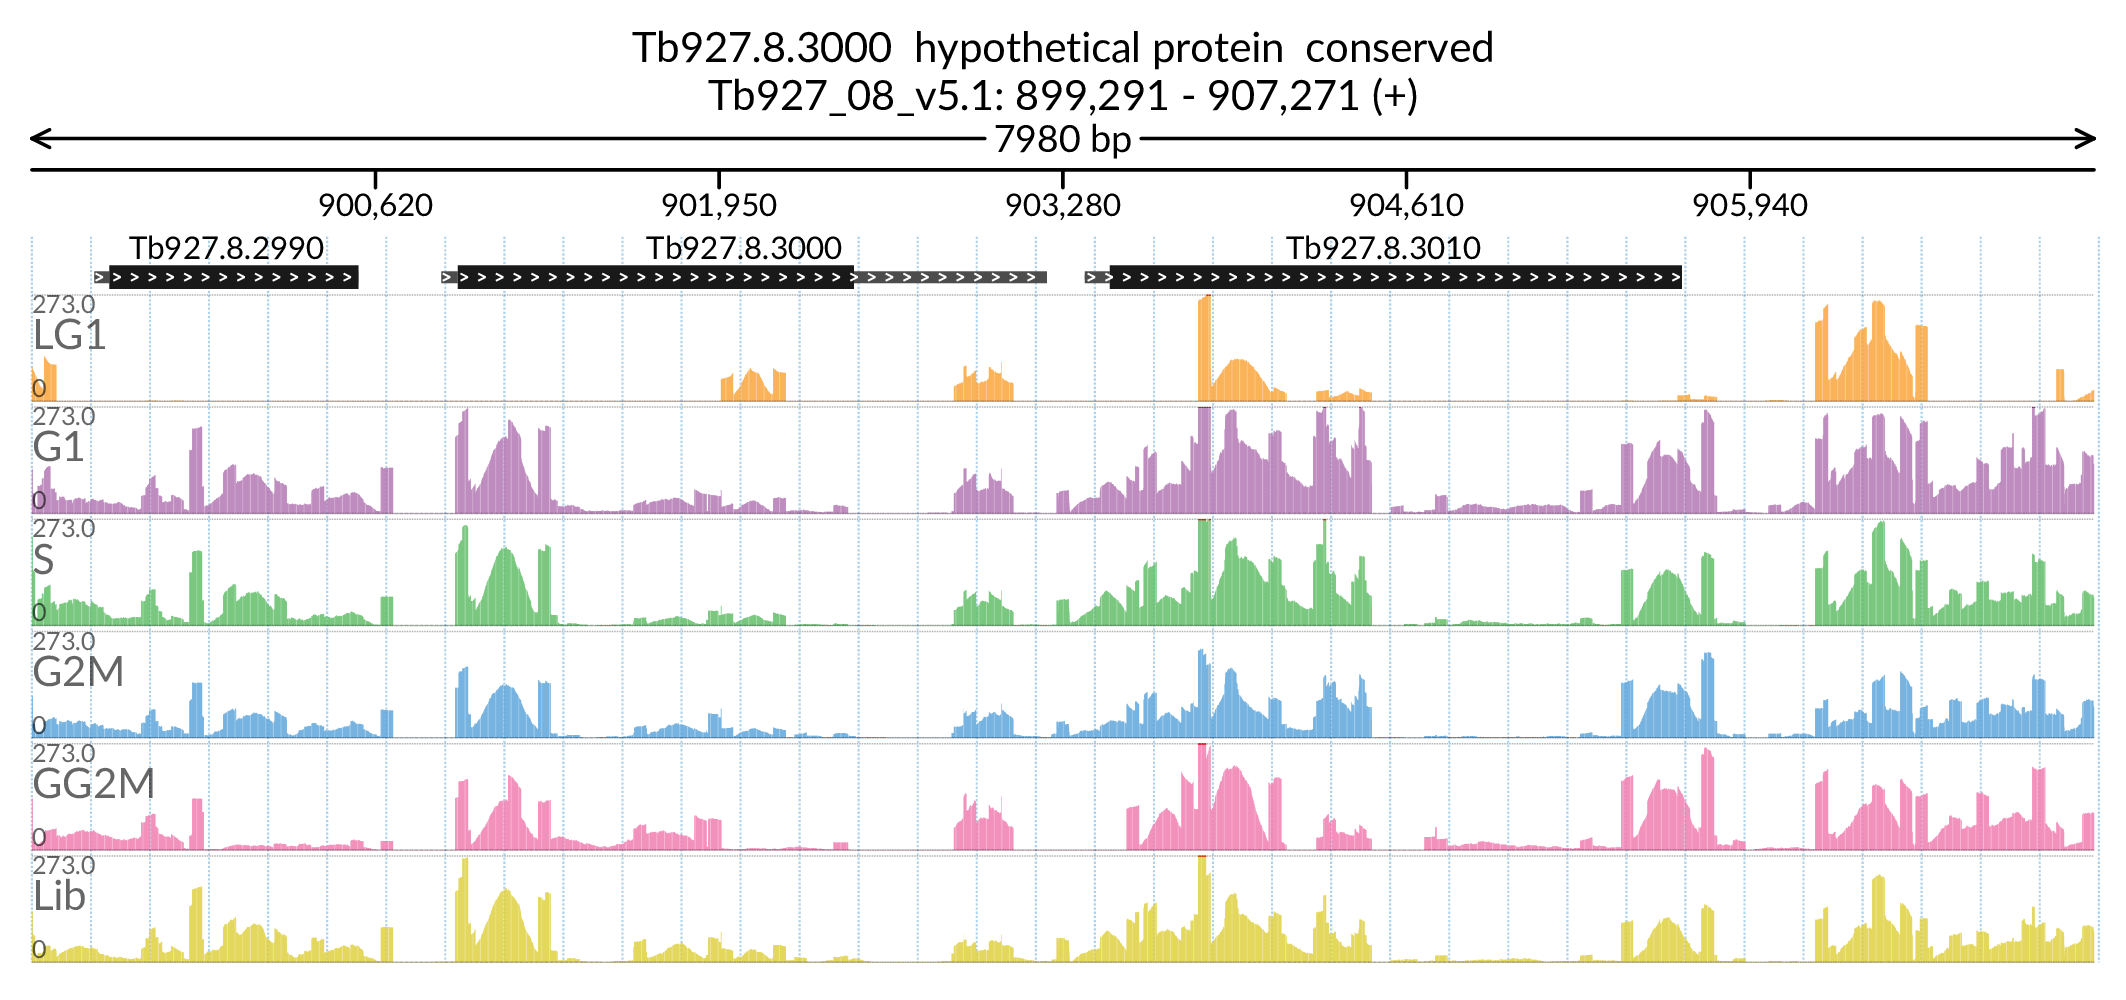 Tb927.8.3000 hypothetical protein conserved
Tb927_08_v5.1: 899,291 - 907,271 (+)
7980 bp
900,620 901,950 903,280 904,610 905,940
Tb927.8.2990 Tb927.8.3000 Tb927.8.3010
273.0
LG1
0
273.0
G1
0
273.0
S
0
273.0
G2M
0
273.0
GG2M
0
273.0
Lib
0